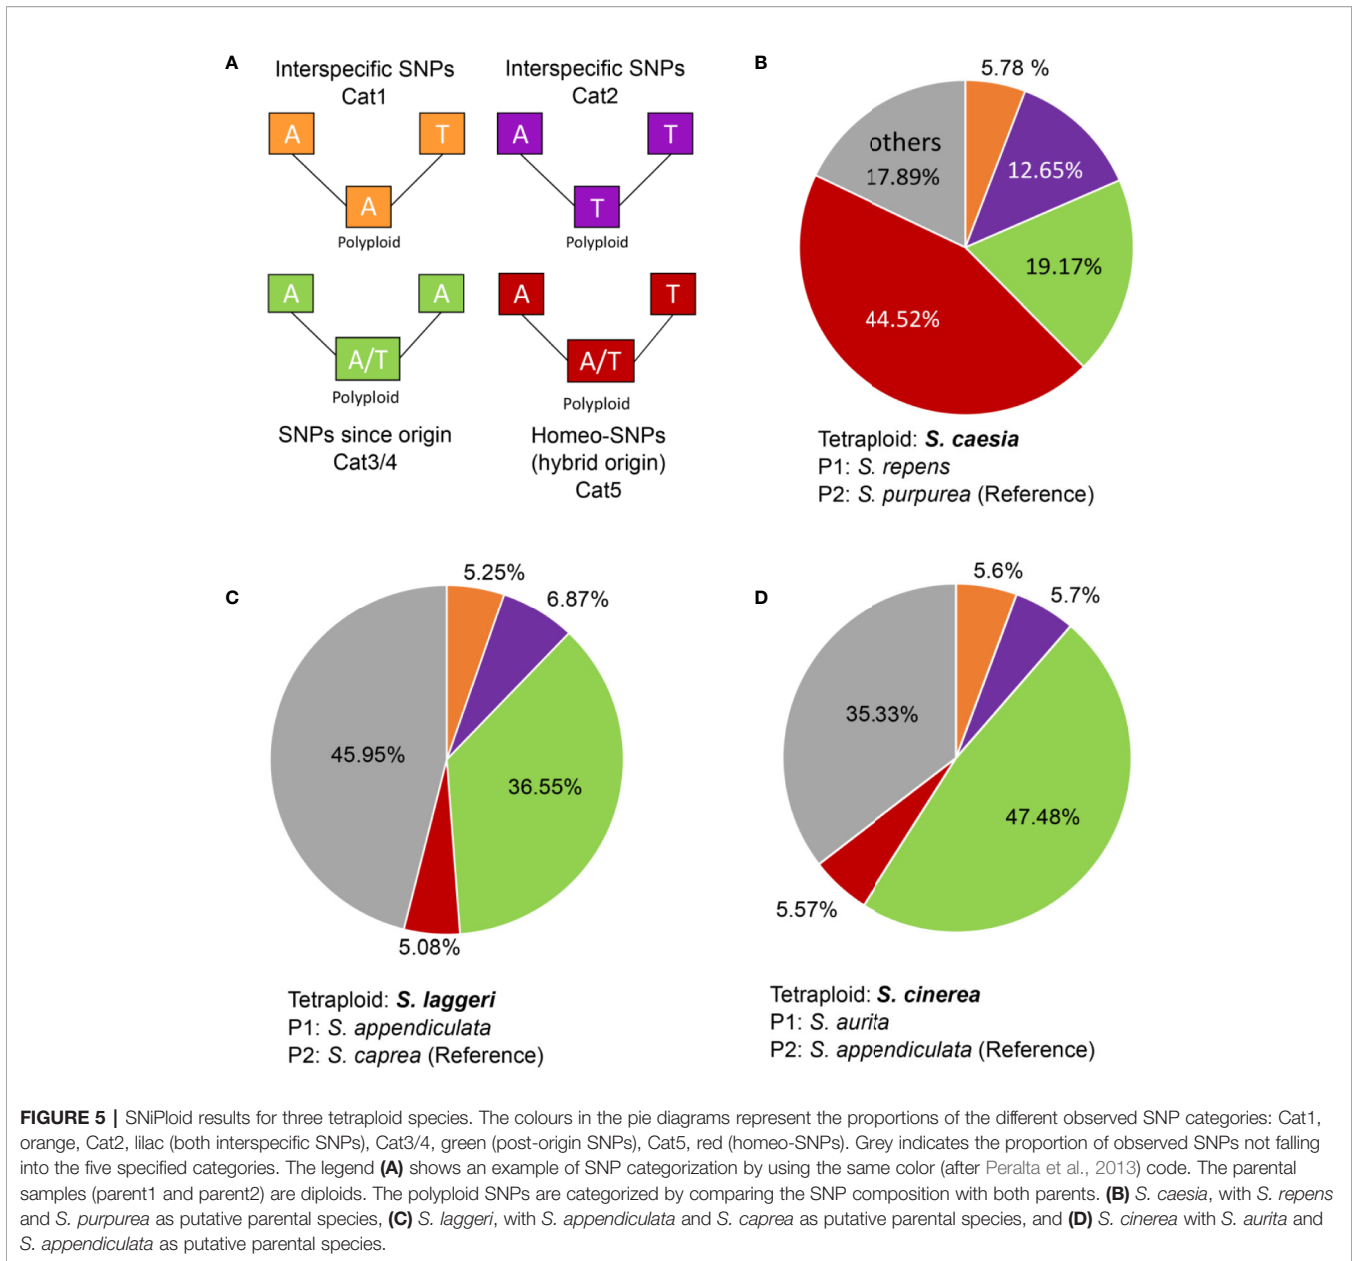 A
Interspecific SNPs
Cat1
A
T
A
Polyploid
Interspecific SNPs
Cat2
A
T
T
Polyploid
A
A
A/T
Polyploid
SNPs since origin
Cat3/4
A
T
A/T
Polyploid
Homeo-SNPs
(hybrid origin)
Cat5
B
5.78 %
12.65%
19.17%
44.52%
others
17.89%
Tetraploid: S. caesia
P1: S. repens
P2: S. purpurea (Reference)
C
5.25%
6.87%
36.55%
5.08%
45.95%
Tetraploid: S. laggeri
P1: S. appendiculata
P2: S. caprea (Reference)
D
5.6%
5.7%
47.48%
5.57%
35.33%
Tetraploid: S. cinerea
P1: S. aurita
P2: S. appendiculata (Reference)
FIGURE 5 | SNiPloid results for three tetraploid species. The colours in the pie diagrams represent the proportions of the different observed SNP categories: Cat1,
orange, Cat2, lilac (both interspecific SNPs), Cat3/4, green (post-origin SNPs), Cat5, red (homeo-SNPs). Grey indicates the proportion of observed SNPs not falling
into the five specified categories. The legend (A) shows an example of SNP categorization by using the same color (after Peralta et al., 2013) code. The parental
samples (parent1 and parent2) are diploids. The polyploid SNPs are categorized by comparing the SNP composition with both parents. (B) S. caesia, with S. repens
and S. purpurea as putative parental species, (C) S. laggeri, with S. appendiculata and S. caprea as putative parental species, and (D) S. cinerea with S. aurita and
S. appendiculata as putative parental species.